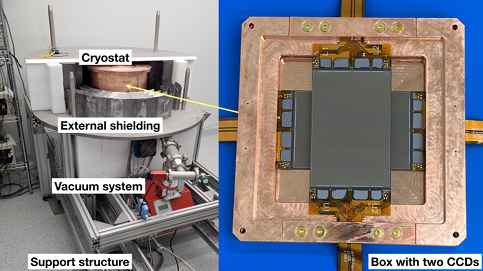 Cryostat
External shielding
Vacuum system
Support structure
Box with two CCDs